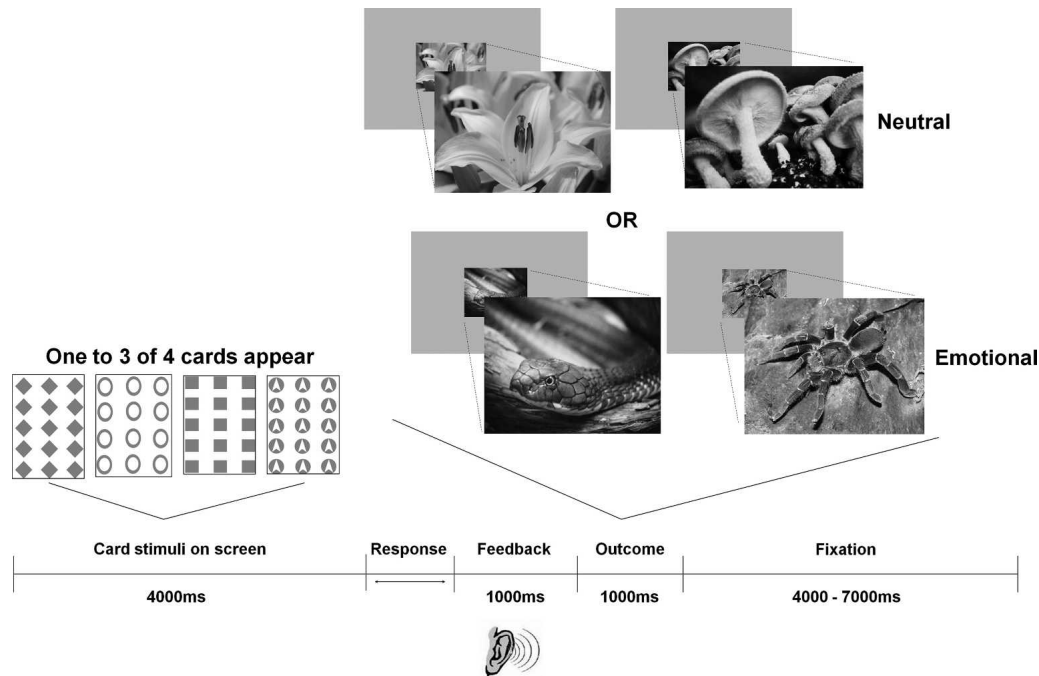 Neutral
OR
Emotional
One to 3 of 4 cards appear
Card stimuli on screen
Response
Feedback
Outcome
Fixation
4000ms
1000ms
1000ms
4000 - 7000ms